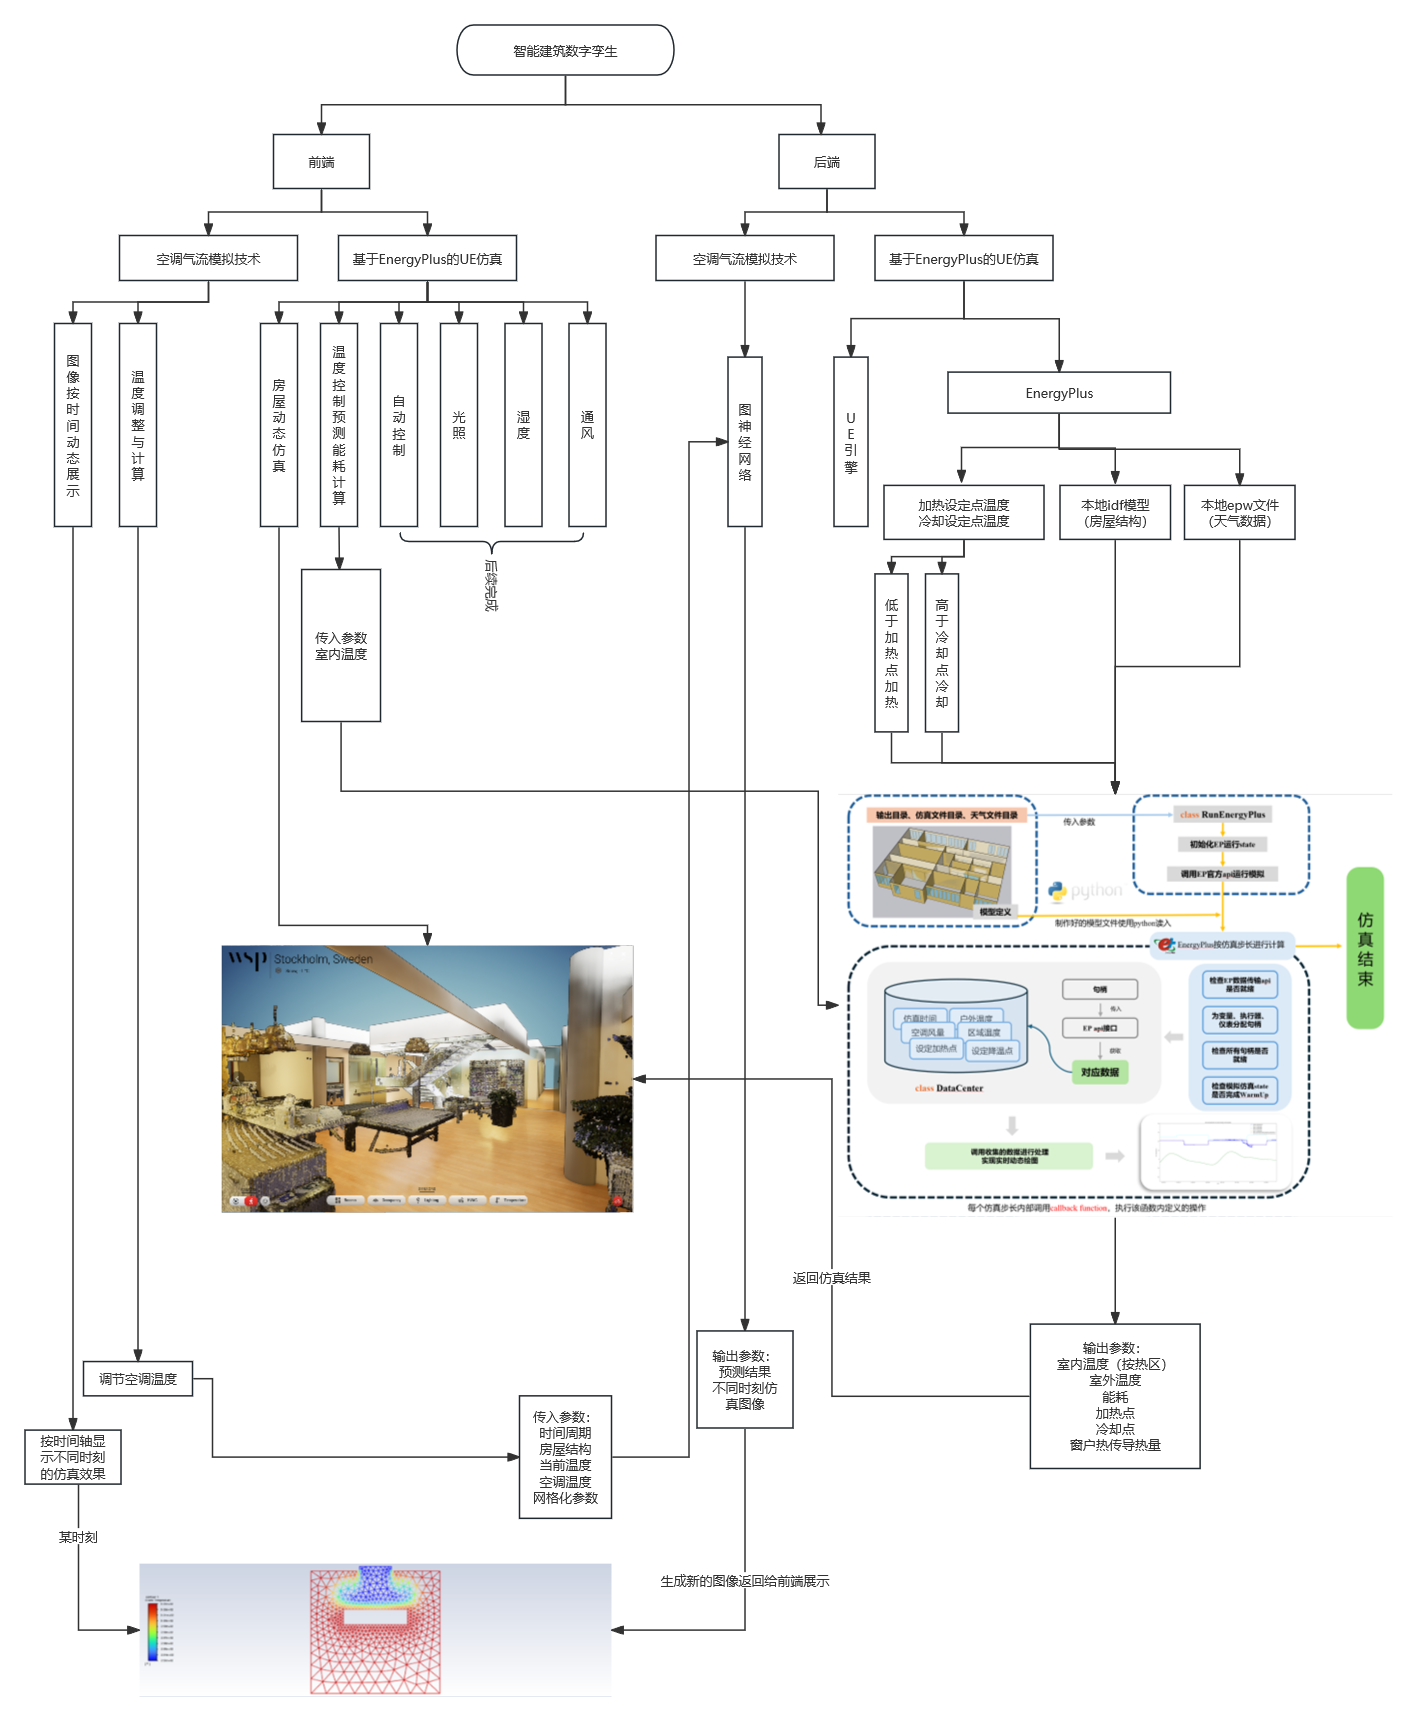 智能建筑数字孪生
前端
后端
空调气流模拟技术
基于EnergyPlus的UE仿真
空调气流模拟技术
基于EnergyPlus的UE仿真
图像按时间动态展示
温度调整与计算
房屋动态仿真
温度控制预测能耗计算
自动控制
光照
湿度
通风
图神经网络
UE引擎
EnergyPlus
加热设定点温度
冷却设定点温度
本地idf模型
（房屋结构）
本地epw文件
（天气数据）
后续完成
传入参数
室内温度
低于加热点加热
高于冷却点冷却
输出目录、仿真文件目录、天气文件目录
传入参数
class RunEnergyPlus
初始化EP运行state
调用EP官方api运行模拟
python
模型定义
制作好的模型文件使用python读入
EnergyPlus按仿真步长进行计算
仿真结束
仿真时间
户外温度
空调风量
区域温度
设定加热点
设定降温点
class DataCenter
句柄
传入
EP api接口
获取
对应数据
检查EP数据传输api
是否就绪
为变量、执行器、
仪表分配句柄
检查所有句柄是否
就绪
检查模拟仿真state
是否完成WarmUp
调用收集的数据进行处理
实现实时动态绘图
每个仿真步长内部调用callback function，执行该函数内定义的操作
wsp
Stockholm, Sweden
返回仿真结果
输出参数：
预测结果
不同时刻仿
真图像
输出参数：
室内温度（按热区）
室外温度
能耗
加热点
冷却点
窗户热传导热量
调节空调温度
传入参数：
时间周期
房屋结构
当前温度
空调温度
网格化参数
按时间轴显
示不同时刻
的仿真效果
某时刻
生成新的图像返回给前端展示